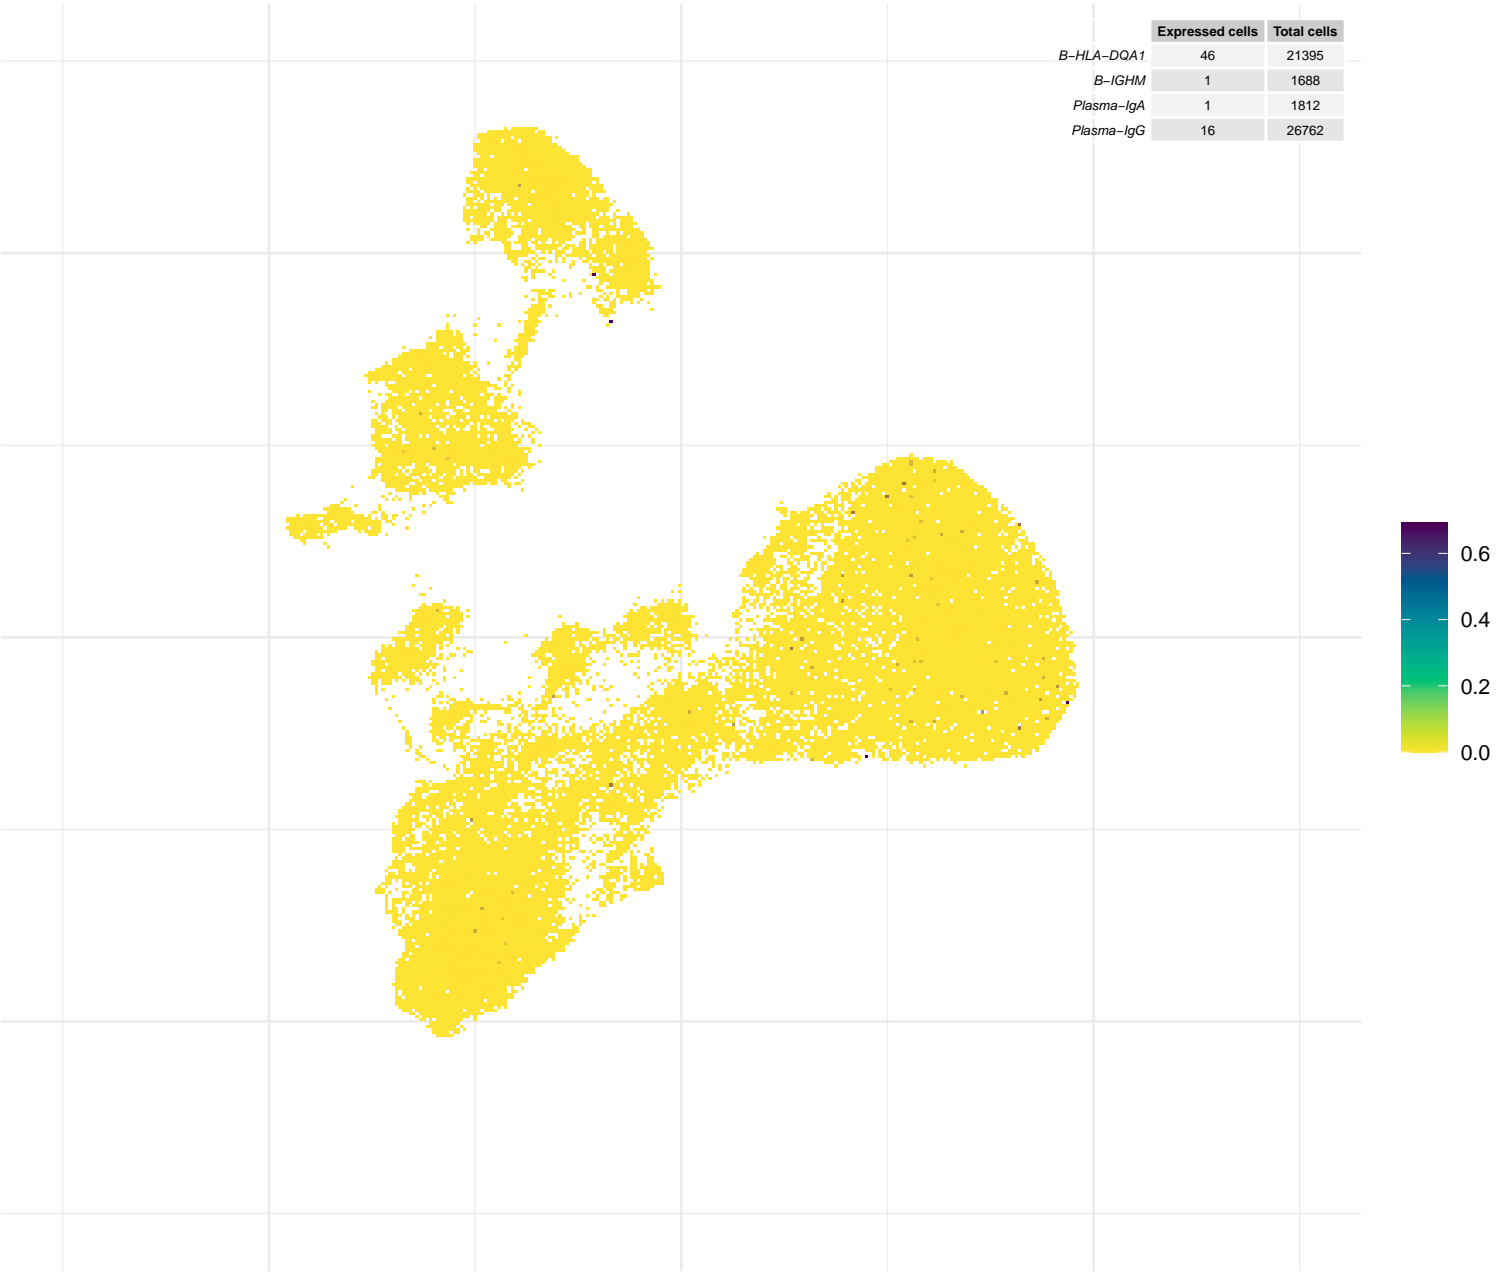 Expressed cells Total cells
B−HLA−DQA1 46 21395
B−IGHM 1 1688
Plasma−IgA 1 1812
Plasma−IgG 16 26762
0.6
0.4
0.2
0.0